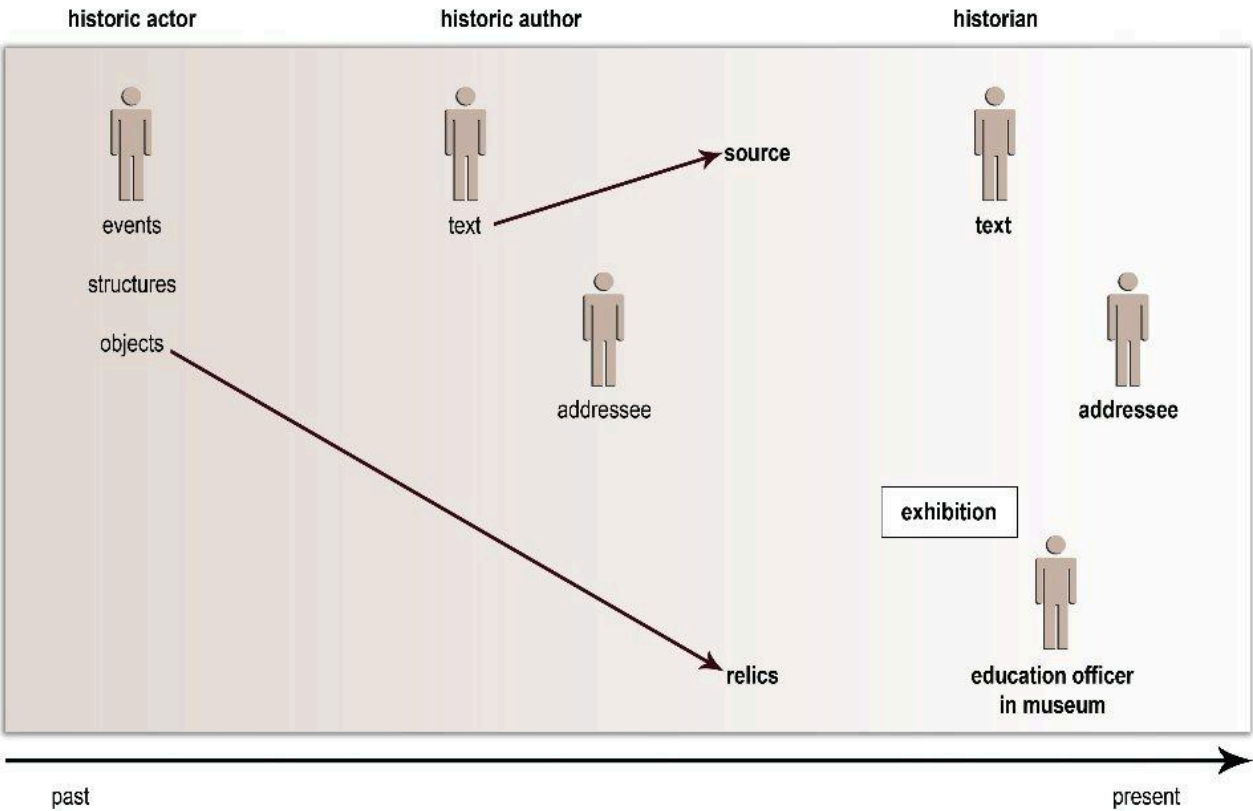 historic actor
historic author
historian
events
text
source
text
structures
objects
addressee
addressee
exhibition
relics
education officer
in museum
past
present